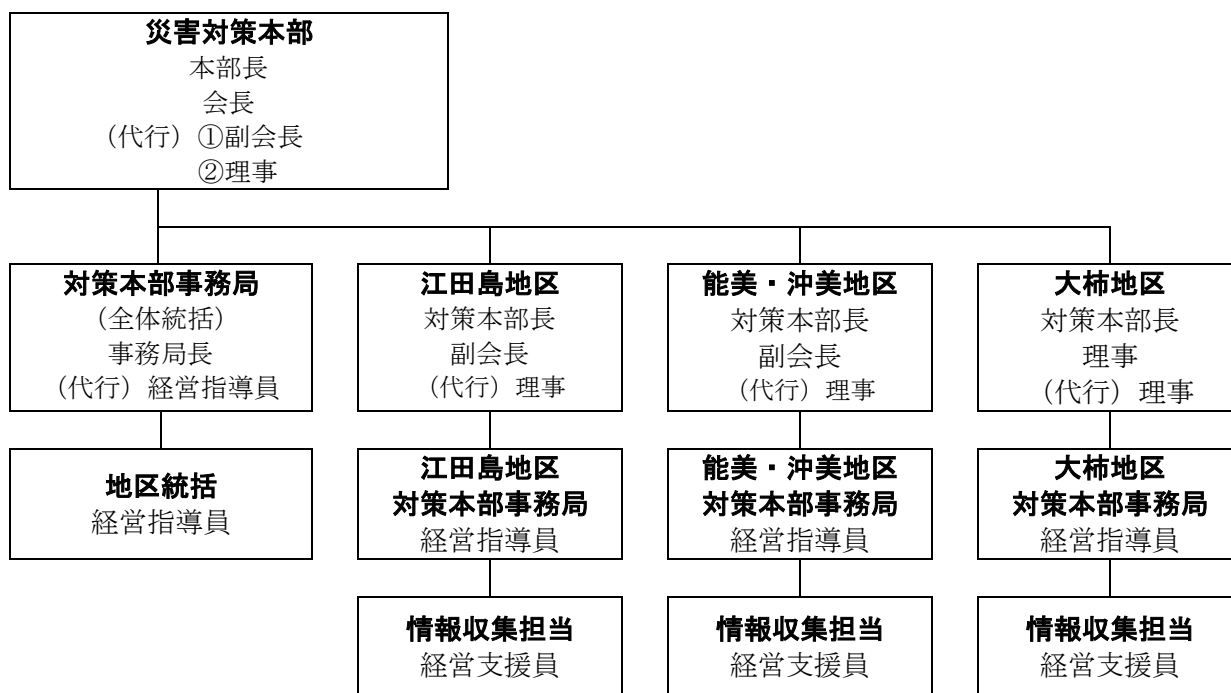 災害対策本部
本部長
会長
（代行）①副会長
②理事
対策本部事務局
（全体統括）
事務局長
（代行）経営指導員
江田島地区
対策本部長
副会長
（代行）理事
能美・沖美地区
対策本部長
副会長
（代行）理事
大柿地区
対策本部長
理事
（代行）理事
地区統括
経営指導員
江田島地区
対策本部事務局
経営指導員
能美・沖美地区
対策本部事務局
経営指導員
大柿地区
対策本部事務局
経営指導員
情報収集担当
経営支援員
情報収集担当
経営支援員
情報収集担当
経営支援員